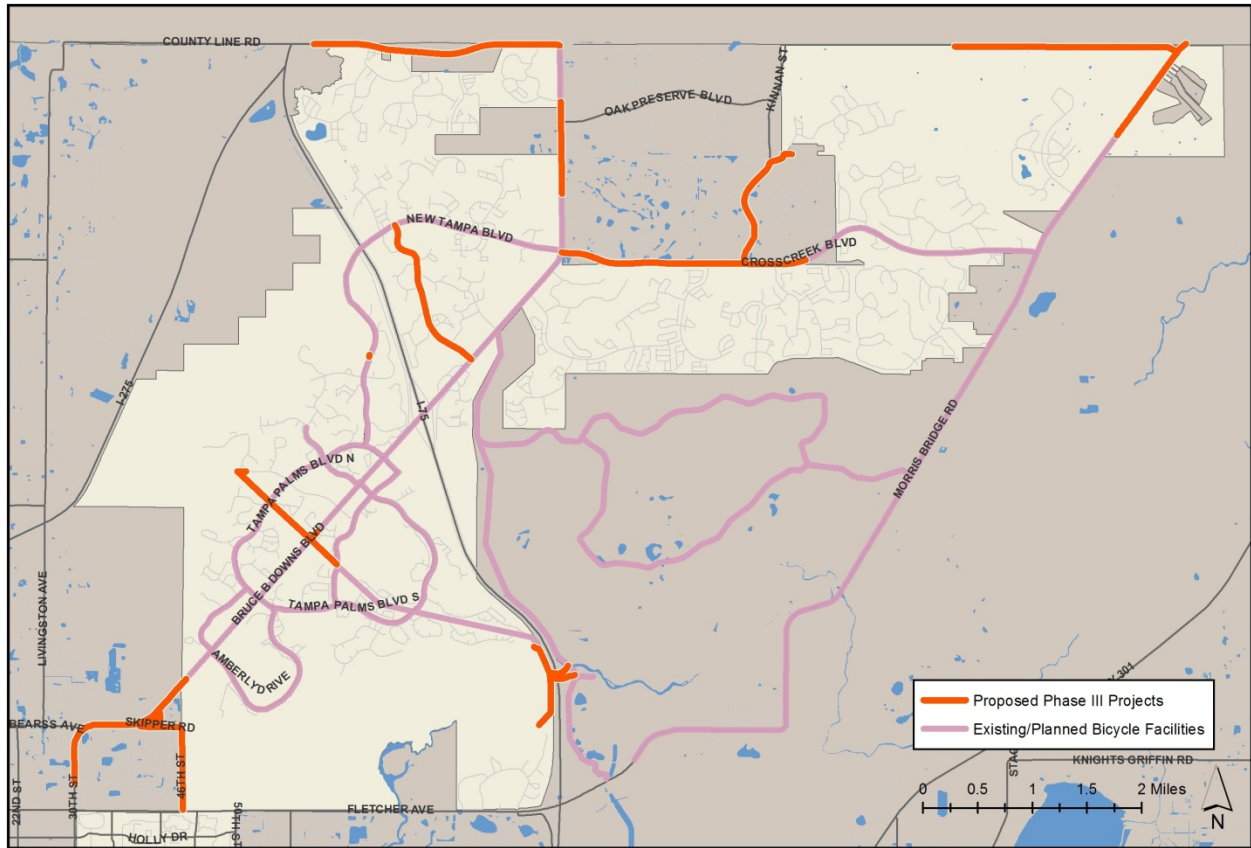 COUNTY LINE RD
OAK PRESERVE BLVD
KINNAN ST
NEW TAMPA BLVD
CROSSCREEK BLVD
I-275
I-75
MORRIS BRIDGE RD
TAMPA PALMS BLVD N
BRUCE B DOWNS BLVD
TAMPA PALMS BLVD S
LIVINGSTON AVE
AMBERLY DRIVE
301
Proposed Phase III Projects
Existing/Planned Bicycle Facilities
BEARSS AVE
SKIPPER RD
KNIGHTS GRIFFIN RD
22ND ST
30TH ST
46TH ST
50TH ST
FLETCHER AVE
HOLLY DR
0 0.5 1 1.5 2 Miles
N